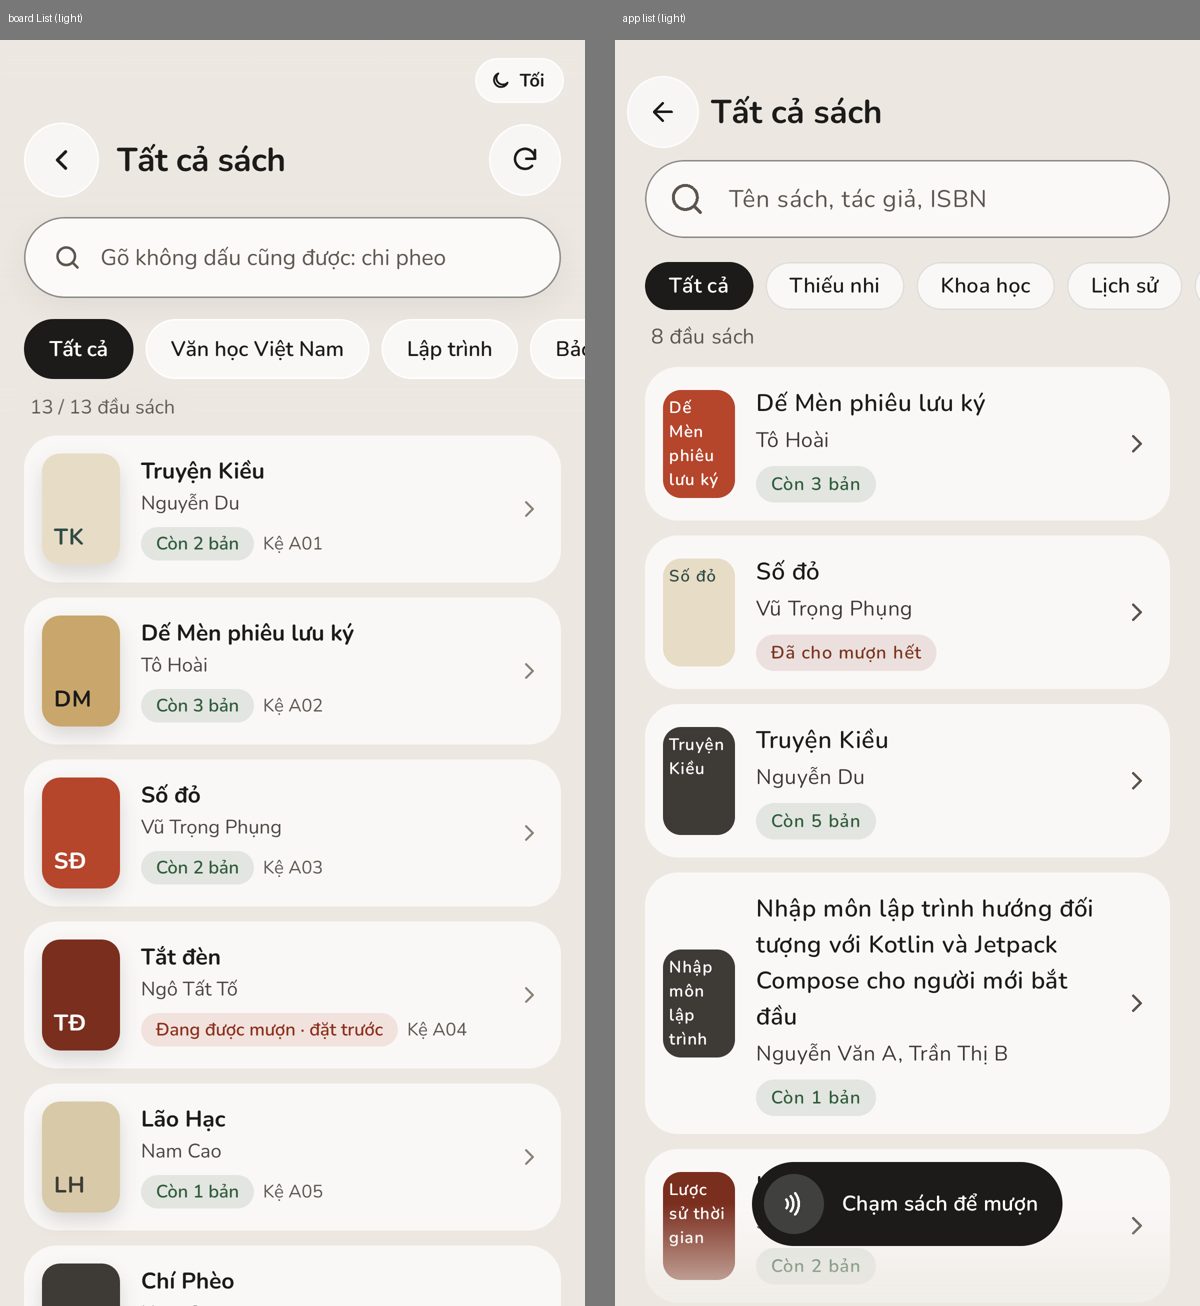 board List (light)
Tối
Tất cả sách
Gõ không dấu cũng được: chi pheo
Tất cả
Văn học Việt Nam
Lập trình
13 / 13 đầu sách
TK
Truyện Kiều
Nguyễn Du
Còn 2 bản
Kệ A01
DM
Dế Mèn phiêu lưu ký
Tô Hoài
Còn 3 bản
Kệ A02
SĐ
Số đỏ
Vũ Trọng Phụng
Còn 2 bản
Kệ A03
TĐ
Tắt đèn
Ngô Tất Tố
Đang được mượn · đặt trước
Kệ A04
LH
Lão Hạc
Nam Cao
Còn 1 bản
Kệ A05
Chí Phèo
app list (light)
Tất cả sách
Tên sách, tác giả, ISBN
Tất cả
Thiếu nhi
Khoa học
Lịch sử
8 đầu sách
Dế
Mèn
phiêu
lưu ký
Dế Mèn phiêu lưu ký
Tô Hoài
Còn 3 bản
Số đỏ
Số đỏ
Vũ Trọng Phụng
Đã cho mượn hết
Truyện
Kiều
Truyện Kiều
Nguyễn Du
Còn 5 bản
Nhập
môn
lập
trình
Nhập môn lập trình hướng đối
tượng với Kotlin và Jetpack
Compose cho người mới bắt
đầu
Nguyễn Văn A, Trần Thị B
Còn 1 bản
Lược
sử thời
gian
Chạm sách để mượn
Còn 2 bản